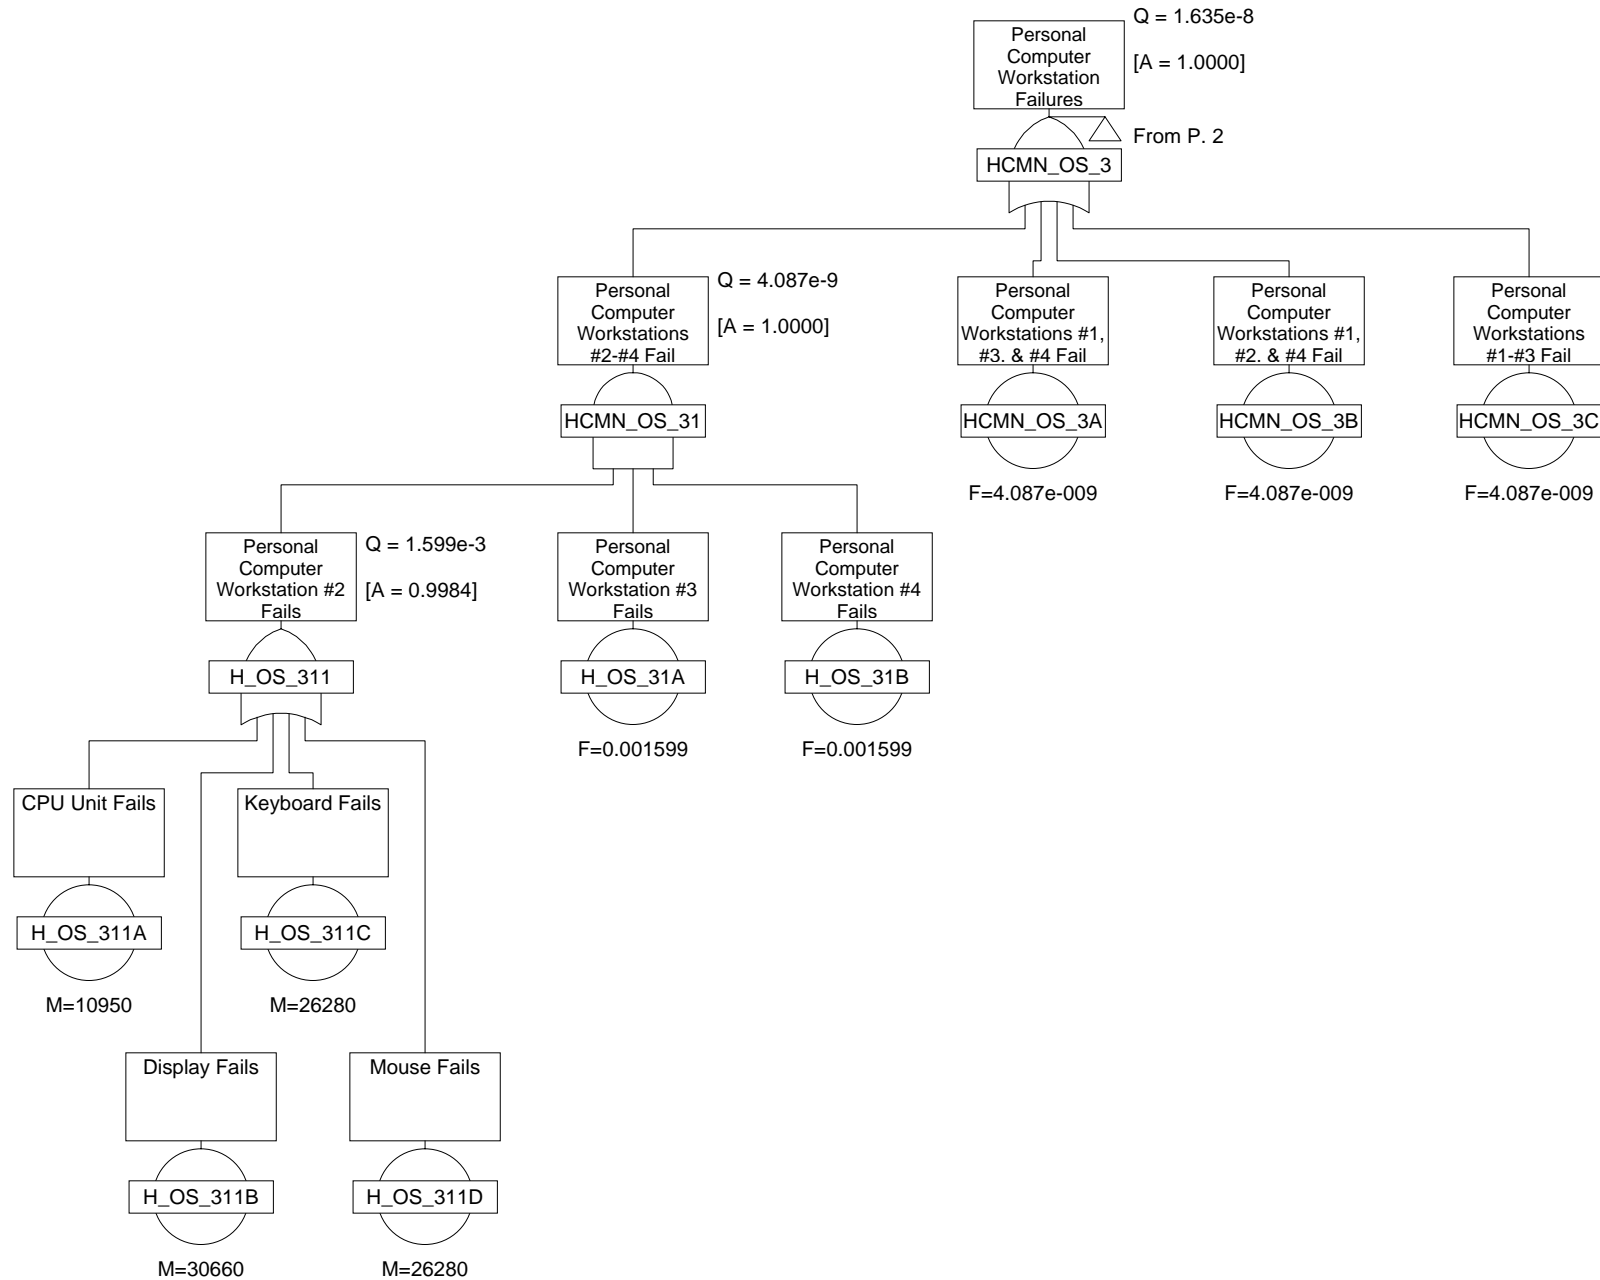 Personal
Computer
Workstation
Failures
Q = 1.635e-8
[A = 1.0000]
From P. 2
HCMN_OS_3
Personal
Computer
Workstations
#2-#4 Fail
Q = 4.087e-9
[A = 1.0000]
HCMN_OS_31
Personal
Computer
Workstations #1,
#3. & #4 Fail
HCMN_OS_3A
F=4.087e-009
Personal
Computer
Workstations #1,
#2. & #4 Fail
HCMN_OS_3B
F=4.087e-009
Personal
Computer
Workstations
#1-#3 Fail
HCMN_OS_3C
F=4.087e-009
Personal
Computer
Workstation #2
Fails
Q = 1.599e-3
[A = 0.9984]
H_OS_311
Personal
Computer
Workstation #3
Fails
H_OS_31A
F=0.001599
Personal
Computer
Workstation #4
Fails
H_OS_31B
F=0.001599
CPU Unit Fails
H_OS_311A
M=10950
Keyboard Fails
H_OS_311C
M=26280
Display Fails
H_OS_311B
M=30660
Mouse Fails
H_OS_311D
M=26280